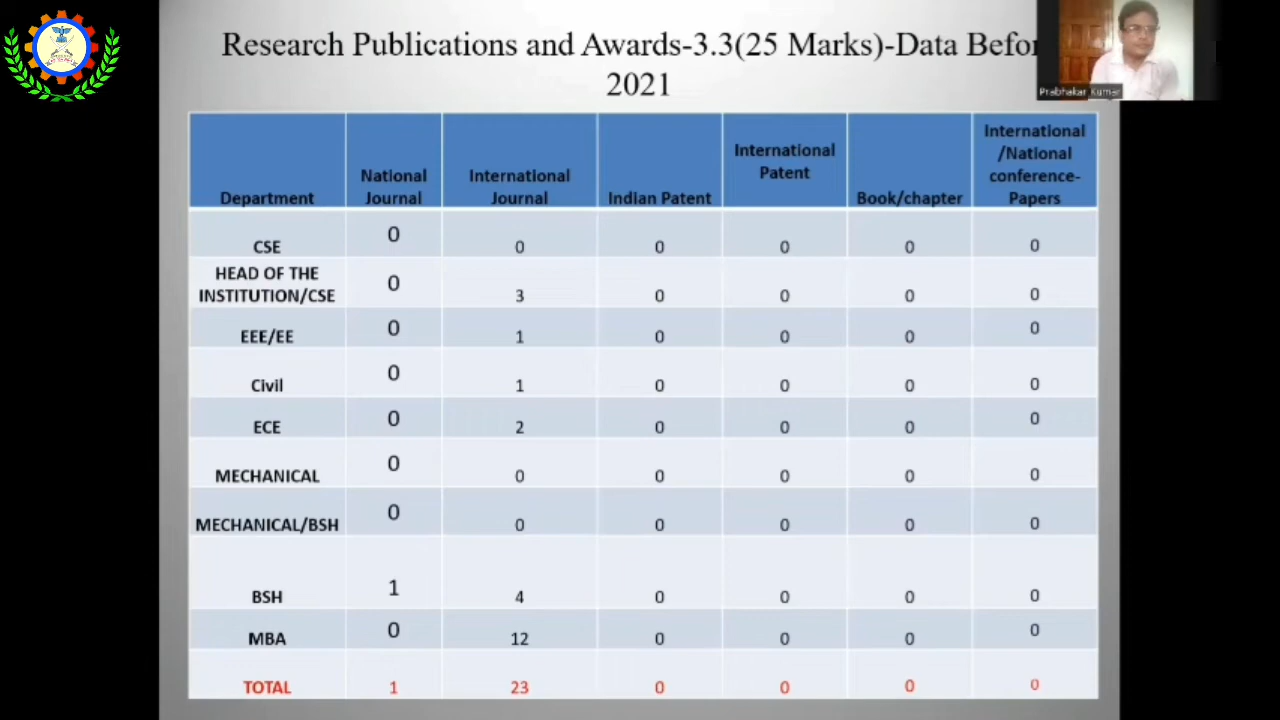 Research Publications and Awards-3.3(25 Marks)-Data
2021
Prabhakar Kumar
Department National Journal International Journal Indian Patent International Patent Book/chapter International /National conference- Papers
CSE 0 0 0 0 0 0
HEAD OF THE INSTITUTION/CSE 0 3 0 0 0 0
EEE/EE 0 1 0 0 0 0
Civil 0 1 0 0 0 0
ECE 0 2 0 0 0 0
MECHANICAL 0 0 0 0 0 0
MECHANICAL/BSH 0 0 0 0 0 0
BSH 1 4 0 0 0 0
MBA 0 12 0 0 0 0
TOTAL 1 23 0 0 0 0